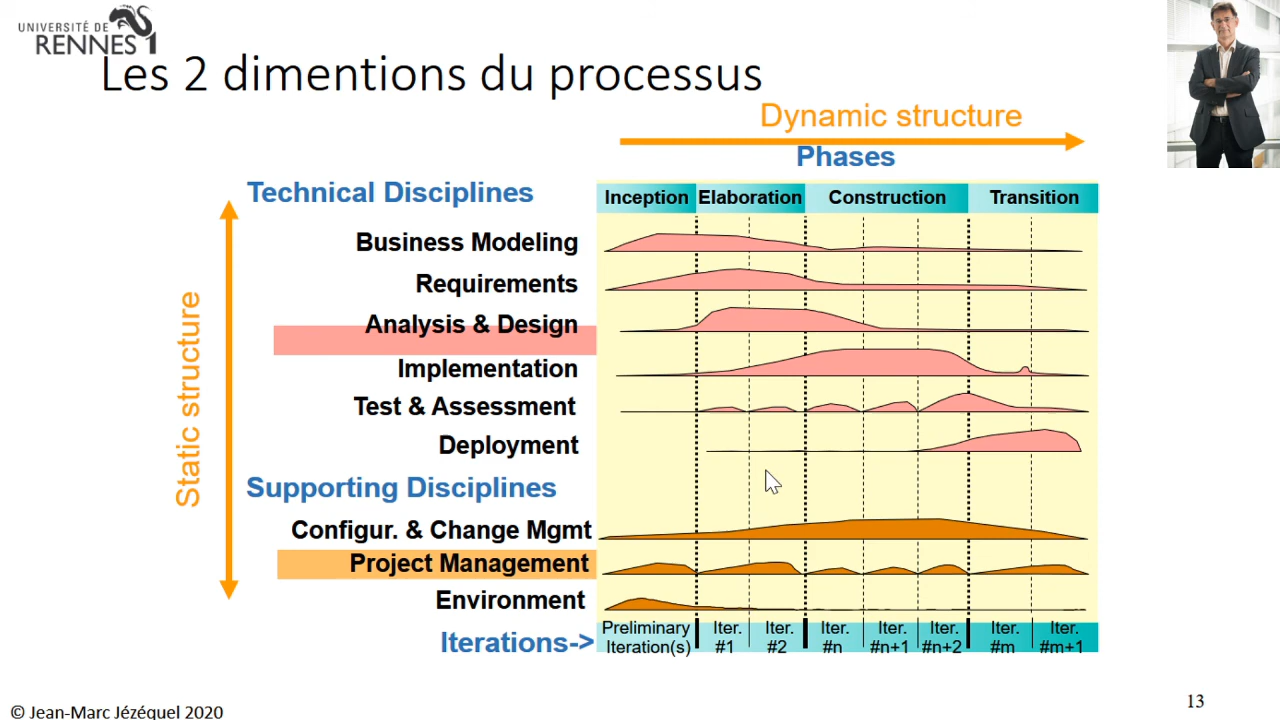 UNIVERSITÉ DE
RENNES 1
Les 2 dimentions du processus
Dynamic structure
Phases
Technical Disciplines
Inception Elaboration Construction Transition
Static structure
Business Modeling
Requirements
Analysis & Design
Implementation
Test & Assessment
Deployment
Supporting Disciplines
Configur. & Change Mgmt
Project Management
Environment
Iterations->
Preliminary Iter. Iter. Iter. Iter. Iter. Iter. Iter.
Iteration(s) #1 #2 #n #n+1 #n+2 #m #m+1
13
© Jean-Marc Jézéquel 2020